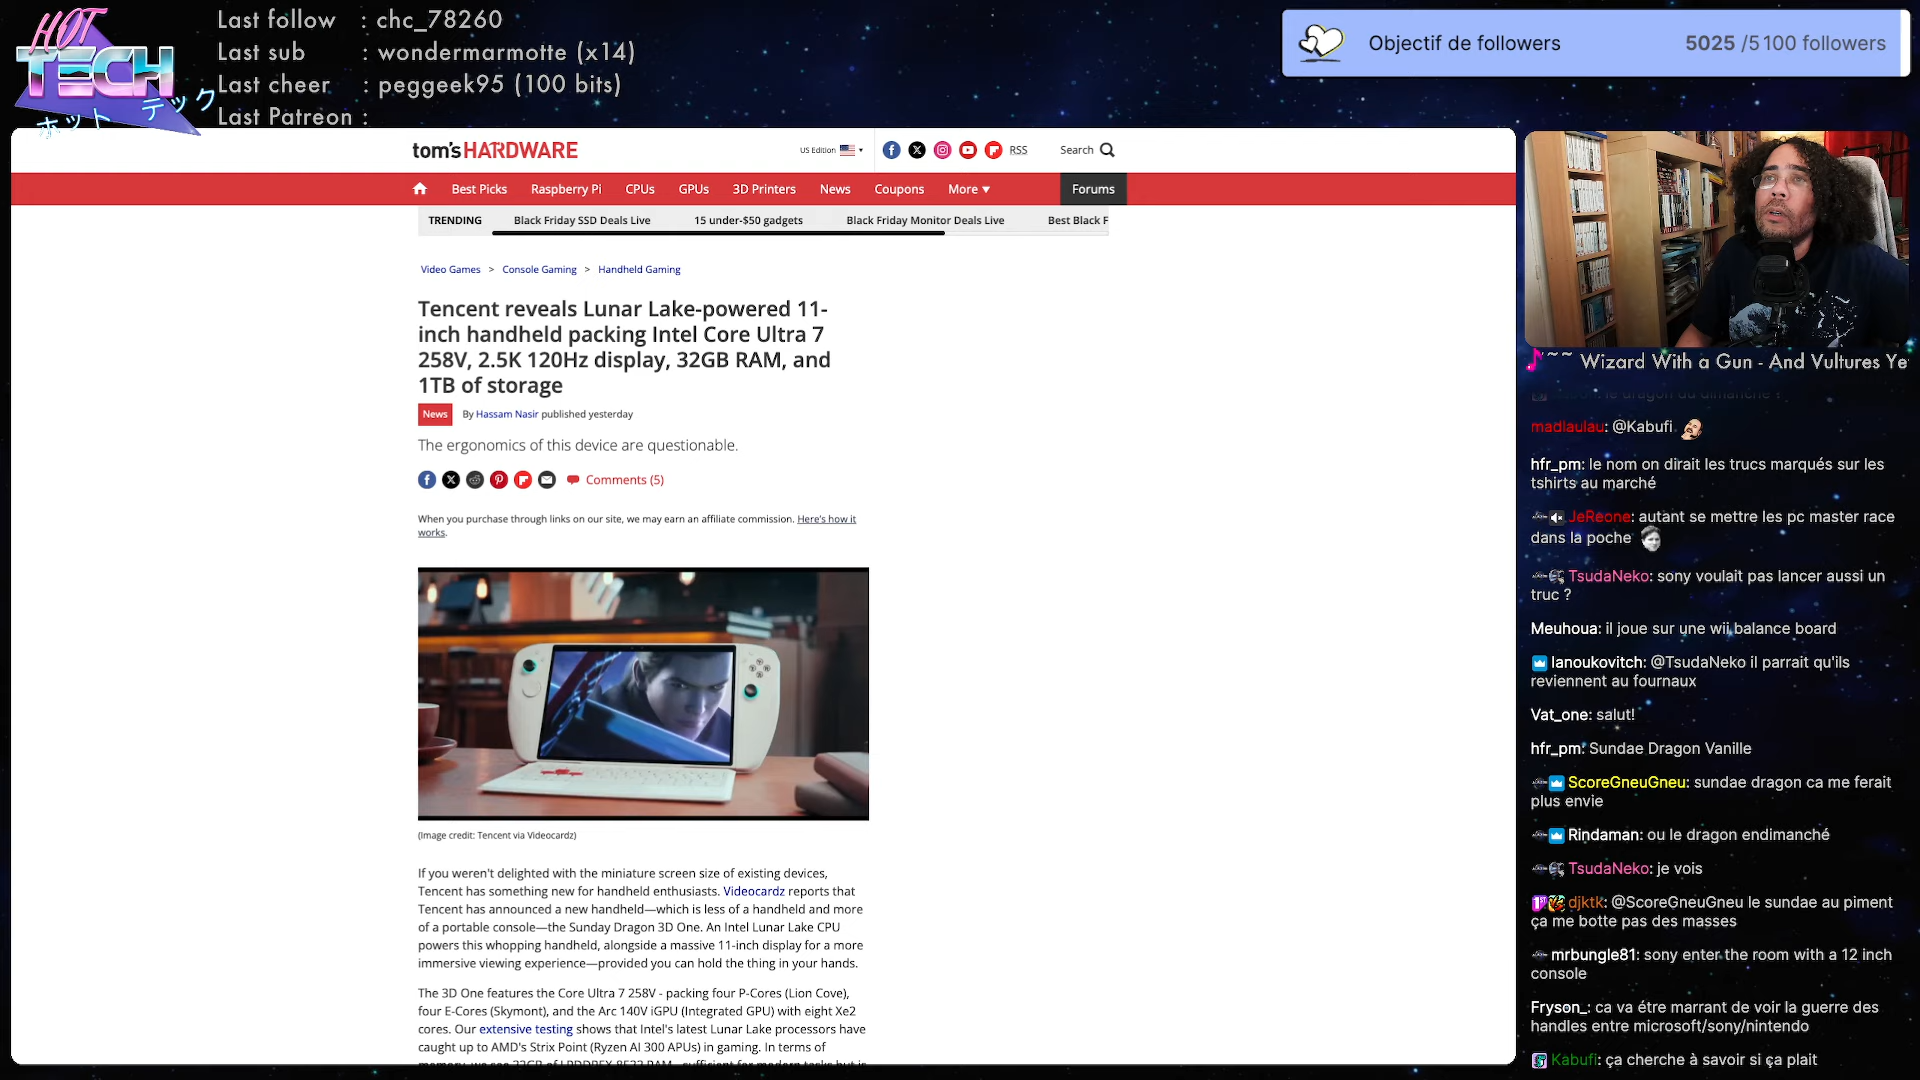 HOT
TECH
ホット テック
Last follow : chc_78260
Last sub : wondermarmotte (x14)
Last cheer : peggeek95 (100 bits)
Last Patreon :
Objectif de followers 5025 /5 100 followers
tom's HARDWARE
US Edition
RSS
Search
Best Picks Raspberry Pi CPUs GPUs 3D Printers News Coupons More Forums
TRENDING Black Friday SSD Deals Live 15 under-$50 gadgets Black Friday Monitor Deals Live Best Black F
Video Games > Console Gaming > Handheld Gaming
Tencent reveals Lunar Lake-powered 11-
inch handheld packing Intel Core Ultra 7
258V, 2.5K 120Hz display, 32GB RAM, and
1TB of storage
News By Hassam Nasir published yesterday
The ergonomics of this device are questionable.
Comments (5)
When you purchase through links on our site, we may earn an affiliate commission. Here's how it
works.
(Image credit: Tencent via Videocardz)
If you weren't delighted with the miniature screen size of existing devices,
Tencent has something new for handheld enthusiasts. Videocardz reports that
Tencent has announced a new handheld—which is less of a handheld and more
of a portable console—the Sunday Dragon 3D One. An Intel Lunar Lake CPU
powers this whopping handheld, alongside a massive 11-inch display for a more
immersive viewing experience—provided you can hold the thing in your hands.
The 3D One features the Core Ultra 7 258V - packing four P-Cores (Lion Cove),
four E-Cores (Skymont), and the Arc 140V iGPU (Integrated GPU) with eight Xe2
cores. Our extensive testing shows that Intel's latest Lunar Lake processors have
caught up to AMD's Strix Point (Ryzen AI 300 APUs) in gaming. In terms of
~~ Wizard With a Gun - And Vultures Ye
le dragon du dimanche ?
madlaulau: @Kabufi
hfr_pm: le nom on dirait les trucs marqués sur les
tshirts au marché
JeReone: autant se mettre les pc master race
dans la poche
TsudaNeko: sony voulait pas lancer aussi un
truc ?
Meuhoua: il joue sur une wii balance board
Ianoukovitch: @TsudaNeko il parrait qu'ils
reviennent au fournaux
Vat_one: salut!
hfr_pm: Sundae Dragon Vanille
ScoreGneuGneu: sundae dragon ca me ferait
plus envie
Rindaman: ou le dragon endimanché
TsudaNeko: je vois
djktk: @ScoreGneuGneu le sundae au piment
ça me botte pas des masses
mrbungle81: sony enter the room with a 12 inch
console
Fryson_: ca va étre marrant de voir la guerre des
handles entre microsoft/sony/nintendo
Kabufi: ça cherche à savoir si ça plait